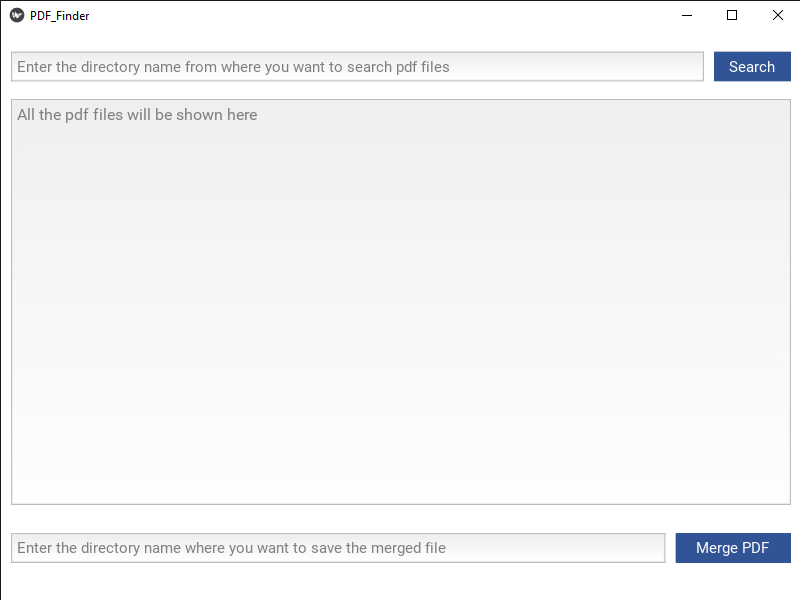 PDF_Finder
Enter the directory name from where you want to search pdf files
Search
All the pdf files will be shown here
Enter the directory name where you want to save the merged file
Merge PDF